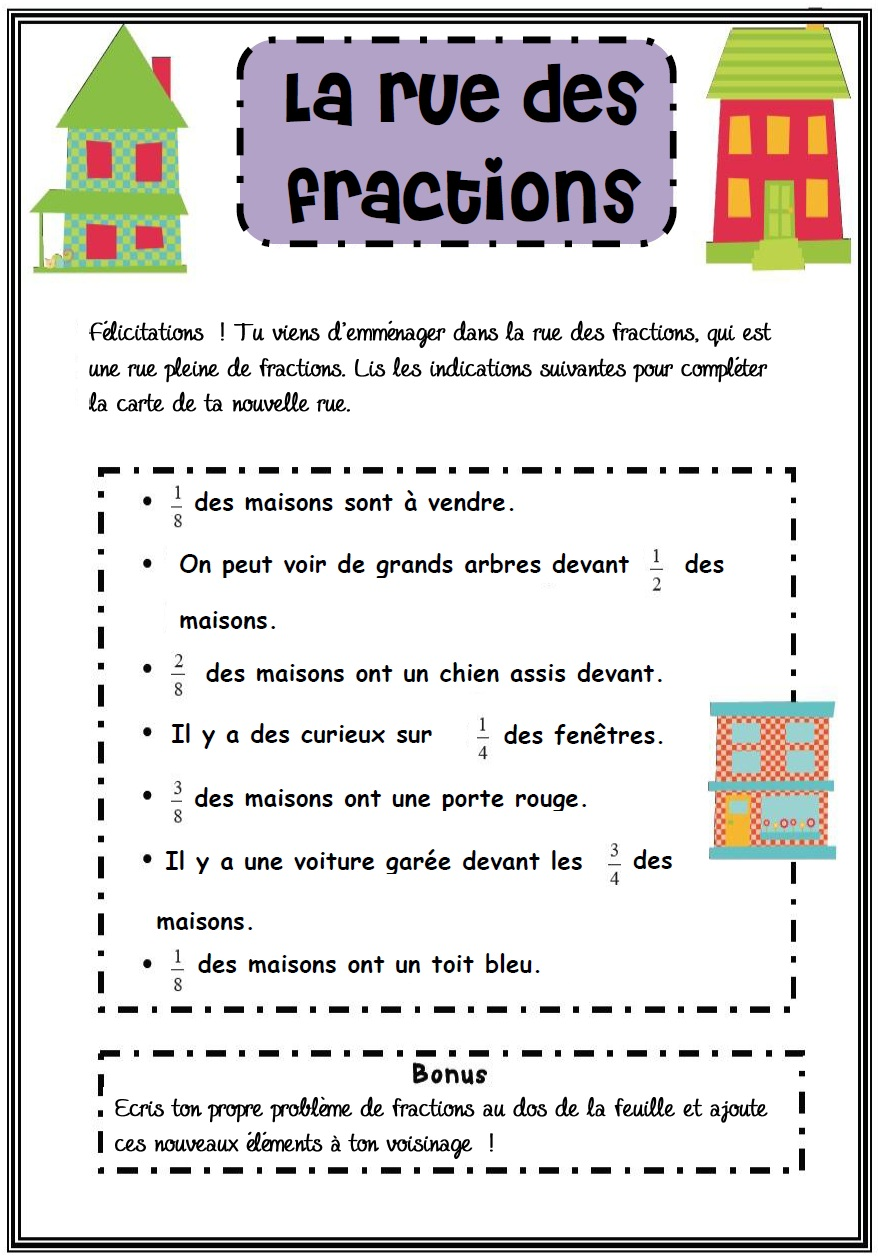 La rue des
fractions
Félicitations ! Tu viens d'emménager dans la rue des fractions, qui est
une rue pleine de fractions. Lis les indications suivantes pour compléter
la carte de ta nouvelle rue.
• 1/8 des maisons sont à vendre.
• On peut voir de grands arbres devant 1/2 des
maisons.
• 2/8 des maisons ont un chien assis devant.
• Il y a des curieux sur 1/4 des fenêtres.
• 3/8 des maisons ont une porte rouge.
• Il y a une voiture garée devant les 3/4 des
maisons.
• 1/8 des maisons ont un toit bleu.
Bonus
Ecris ton propre problème de fractions au dos de la feuille et ajoute
ces nouveaux éléments à ton voisinage !